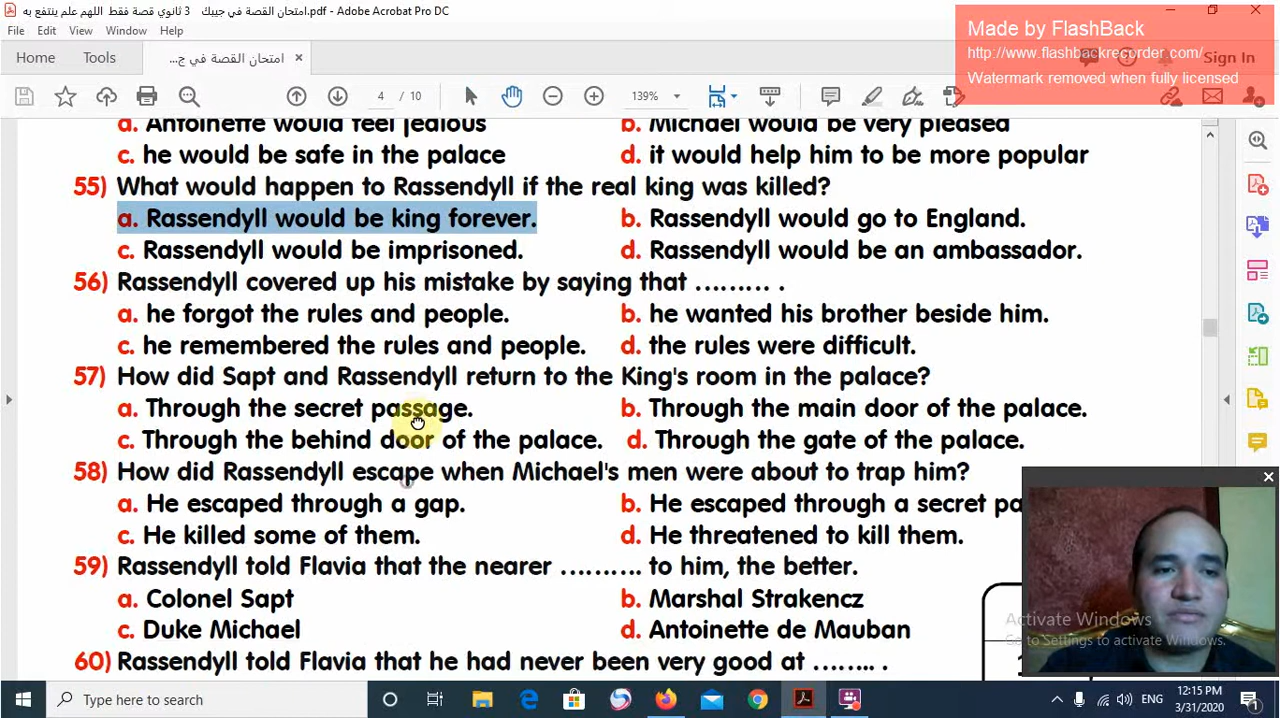 امتحان القصة في جيبك 3 ثانوي قصة فقط اللهم علم ينتفع به.pdf - Adobe Acrobat Pro DC
File Edit View Window Help
Made by FlashBack
http://www.flashbackrecorder.com/
Watermark removed when fully licensed
Home Tools امتحان القصة في ج... × Sign In
4 / 10 139%
a. Antoinette would feel jealous b. Michael would be very pleased
c. he would be safe in the palace d. it would help him to be more popular
55) What would happen to Rassendyll if the real king was killed?
a. Rassendyll would be king forever. b. Rassendyll would go to England.
c. Rassendyll would be imprisoned. d. Rassendyll would be an ambassador.
56) Rassendyll covered up his mistake by saying that ……… .
a. he forgot the rules and people. b. he wanted his brother beside him.
c. he remembered the rules and people. d. the rules were difficult.
57) How did Sapt and Rassendyll return to the King's room in the palace?
a. Through the secret passage. b. Through the main door of the palace.
c. Through the behind door of the palace. d. Through the gate of the palace.
58) How did Rassendyll escape when Michael's men were about to trap him?
a. He escaped through a gap. b. He escaped through a secret pa
c. He killed some of them. d. He threatened to kill them.
59) Rassendyll told Flavia that the nearer ……… to him, the better.
a. Colonel Sapt b. Marshal Strakencz
c. Duke Michael d. Antoinette de Mauban
60) Rassendyll told Flavia that he had never been very good at …….. .
Activate Windows
Go to Settings to activate Windows.
Type here to search
ENG
12:15 PM
3/31/2020